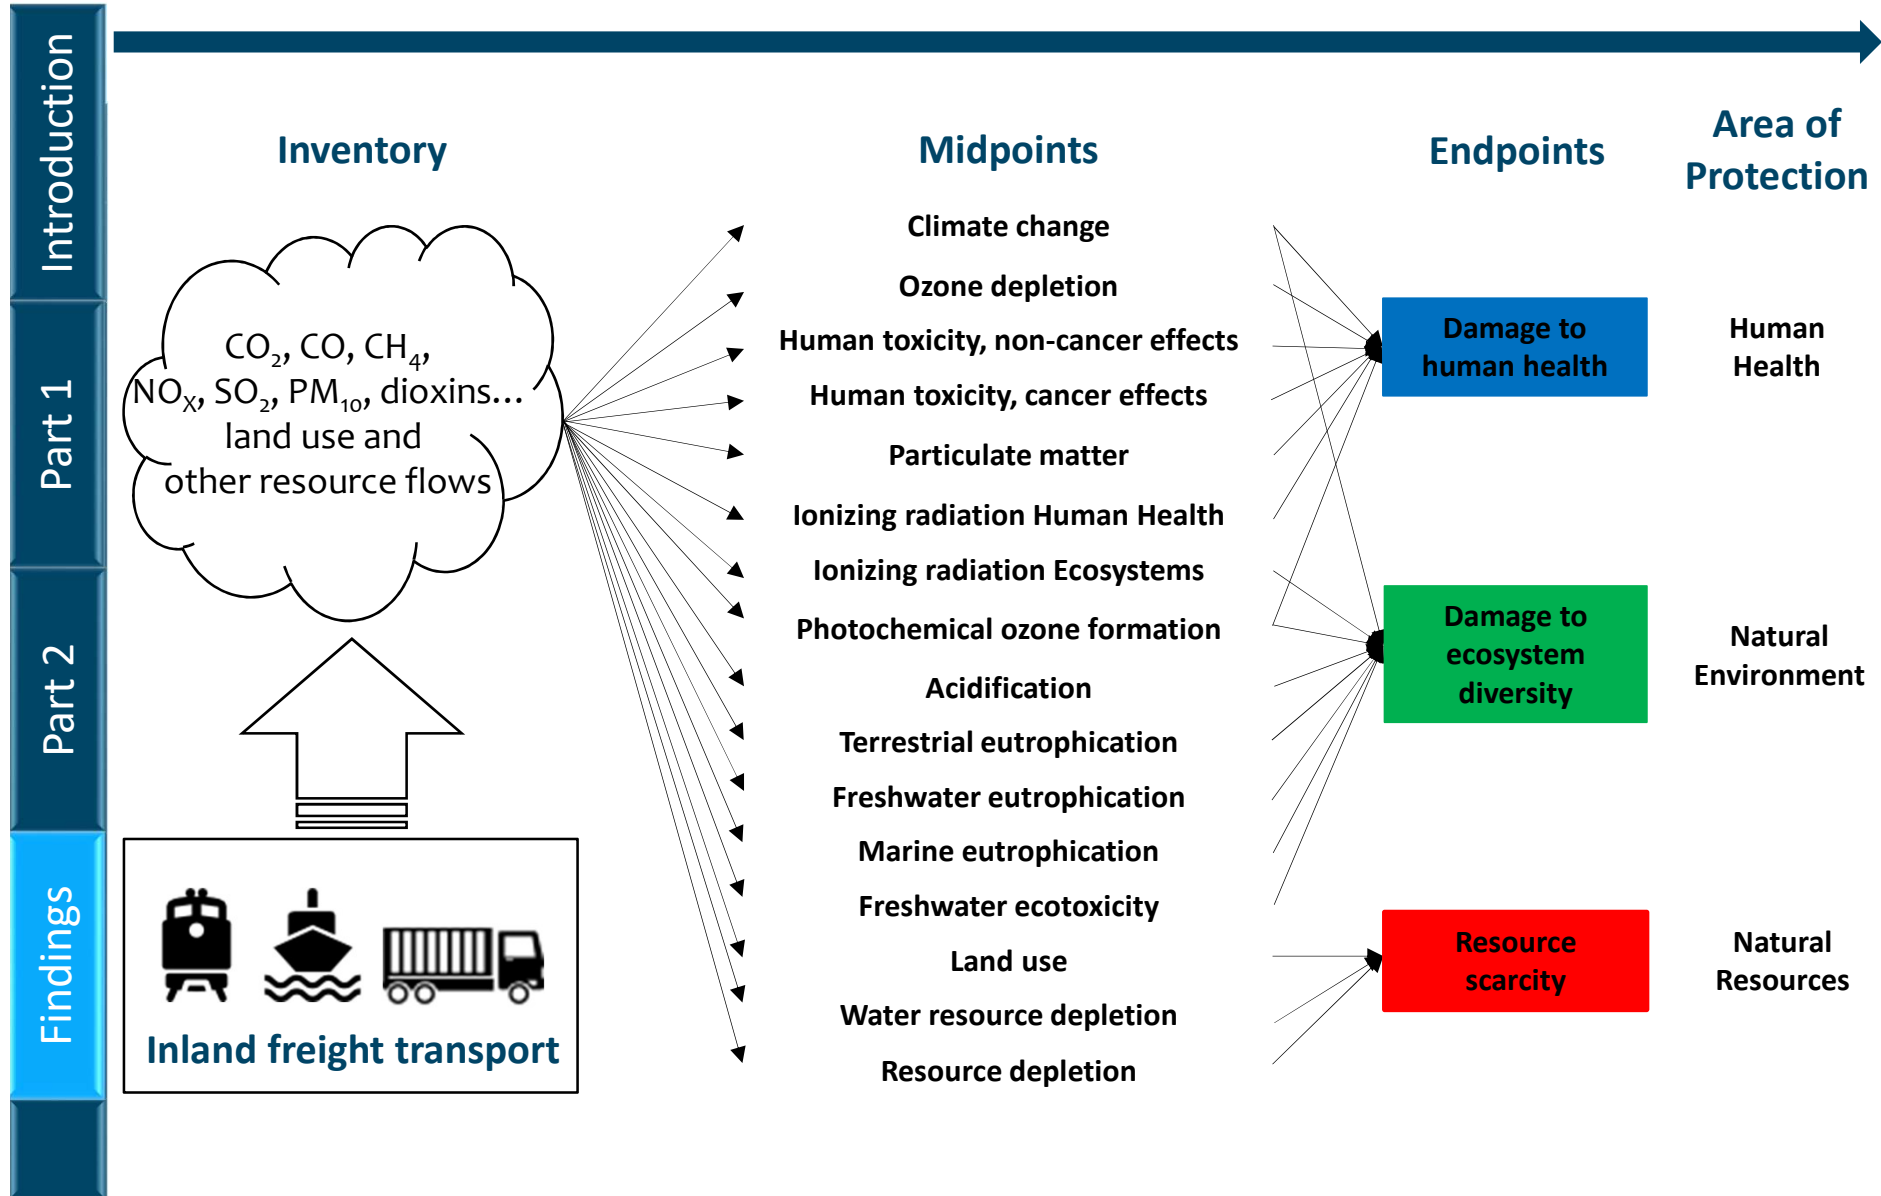 Introduction
Part 1
Part 2
Findings
Inventory
CO₂, CO, CH₄,
NOₓ, SO₂, PM₁₀, dioxins...
land use and
other resource flows
Inland freight transport
Midpoints
Climate change
Ozone depletion
Human toxicity, non-cancer effects
Human toxicity, cancer effects
Particulate matter
Ionizing radiation Human Health
Ionizing radiation Ecosystems
Photochemical ozone formation
Acidification
Terrestrial eutrophication
Freshwater eutrophication
Marine eutrophication
Freshwater ecotoxicity
Land use
Water resource depletion
Resource depletion
Endpoints
Damage to
human health
Damage to
ecosystem
diversity
Resource
scarcity
Area of
Protection
Human
Health
Natural
Environment
Natural
Resources